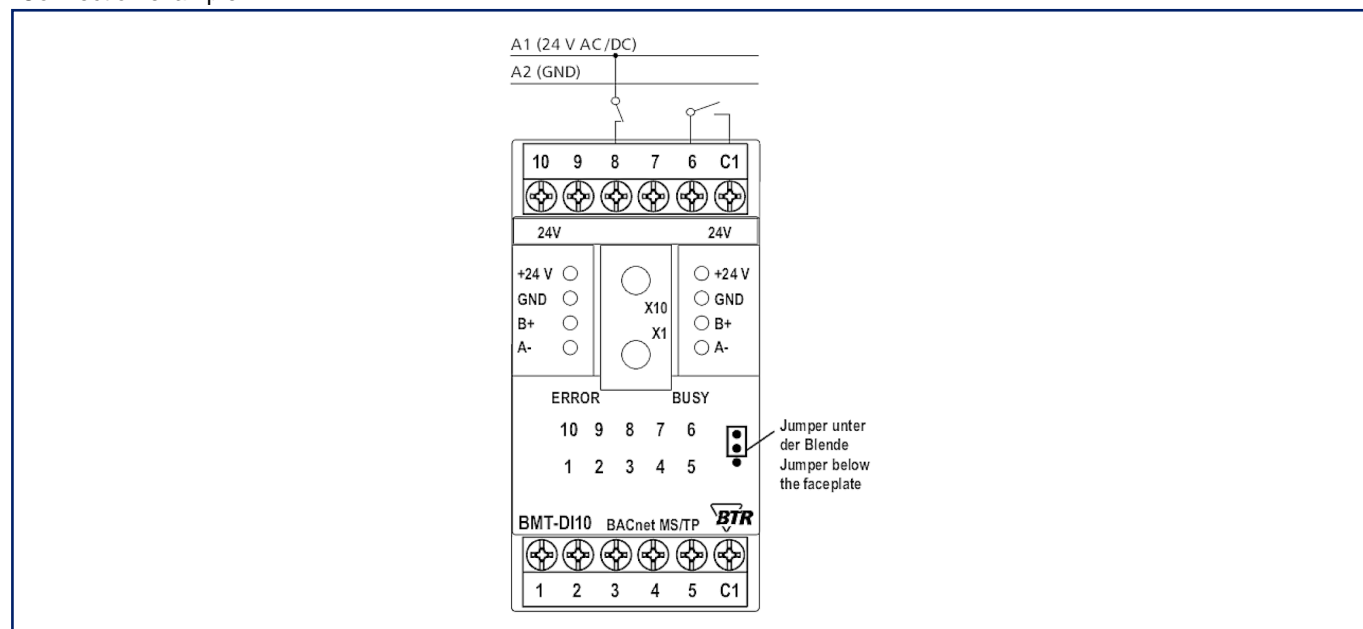 A1 (24 V AC/DC)
A2 (GND)
10 9 8 7 6 C1
24V 24V
+24 V +24 V
GND GND
X10
B+ B+
X1
A- A-
ERROR BUSY
10 9 8 7 6
1 2 3 4 5
Jumper unter
der Blende
Jumper below
the faceplate
BMT-DI10 BACnet MS/TP BTR
1 2 3 4 5 C1